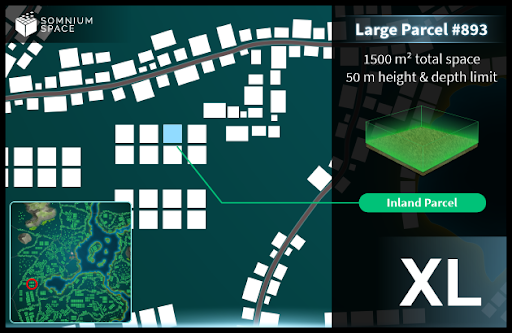 SOMNIUM
SPACE
Large Parcel #893
1500 m² total space
50 m height & depth limit
Inland Parcel
XL